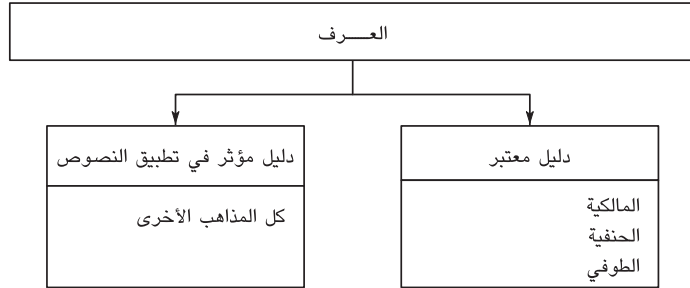 العـــرف
دليل معتبر
المالكية
الحنفية
الطوفي
دليل مؤثر في تطبيق النصوص
كل المذاهب الأخرى